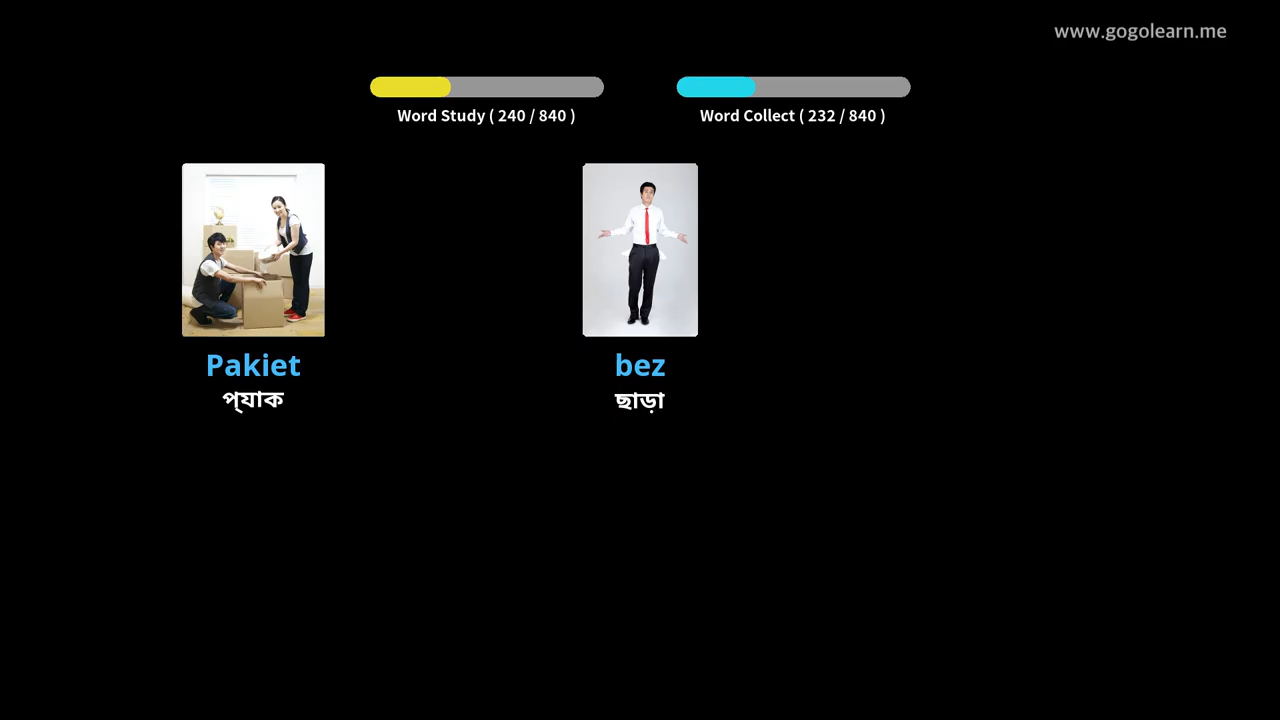 www.gogolearn.me
Word Study ( 240 / 840 )
Word Collect ( 232 / 840 )
Pakiet
প্যাক
bez
ছাড়া